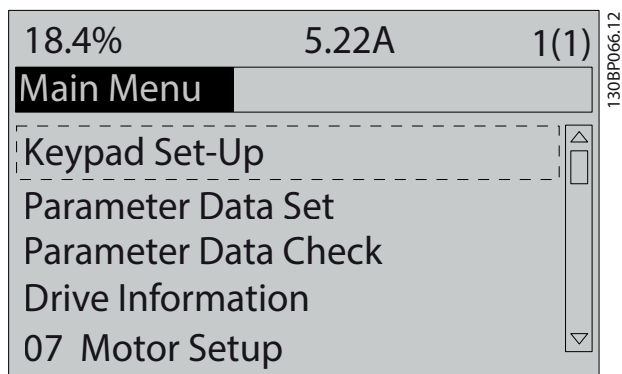 18.4% 5.22A 1(1)
Main Menu
Keypad Set-Up
Parameter Data Set
Parameter Data Check
Drive Information
07 Motor Setup
130BP066.12